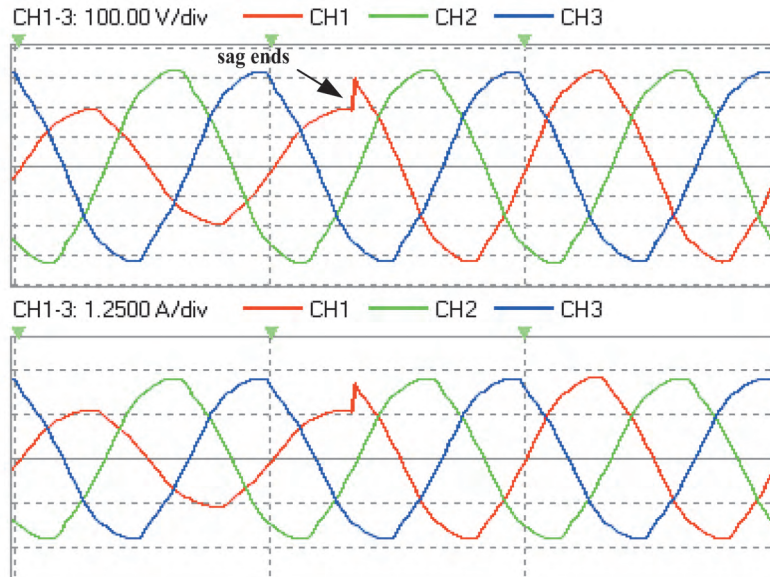 CH1-3: 100.00 V/div CH1 CH2 CH3
sag ends
CH1-3: 1.2500 A/div CH1 CH2 CH3